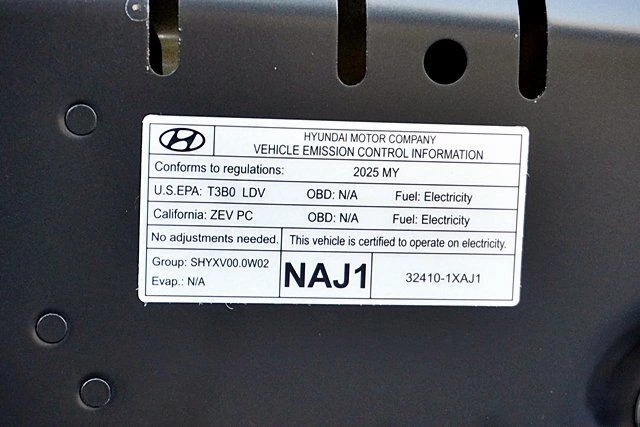 HYUNDAI MOTOR COMPANY
VEHICLE EMISSION CONTROL INFORMATION
Conforms to regulations: 2025 MY
U.S.EPA: T3B0 LDV OBD: N/A Fuel: Electricity
California: ZEV PC OBD: N/A Fuel: Electricity
No adjustments needed. This vehicle is certified to operate on electricity.
Group: SHYXV00.0W02
Evap.: N/A
NAJ1
32410-1XAJ1